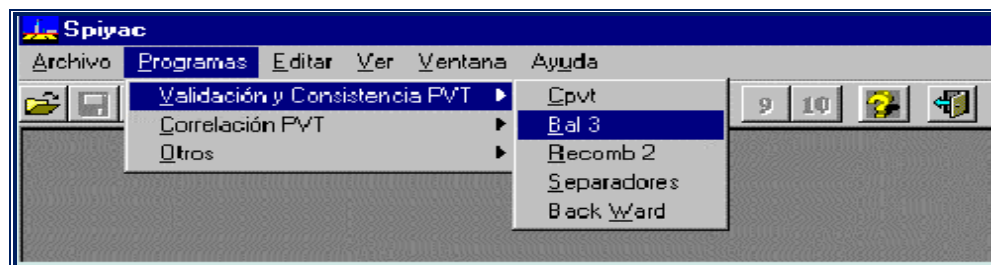 Spiyac
Archivo Programas Editar Ver Ventana Ayuda
Validación y Consistencia PVT
Correlación PVT
Otros
Cpvt
Bal 3
Recomb 2
Separadores
Back Ward
9 10